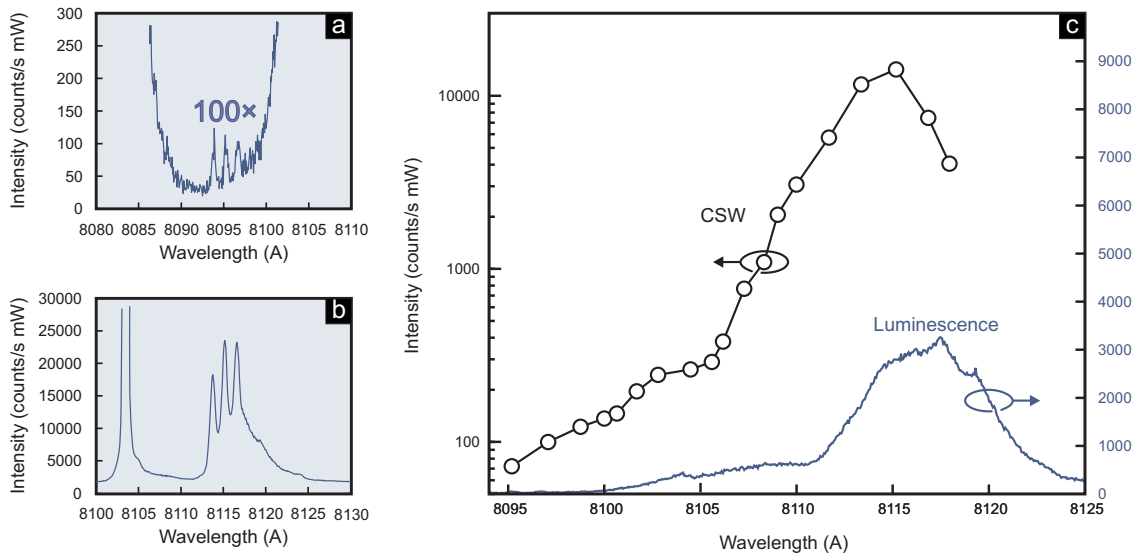 a
Intensity (counts/s mW)
300
250
200
150
100
50
0
100×
8080 8085 8090 8095 8100 8105 8110
Wavelength (A)
b
Intensity (counts/s mW)
30000
25000
20000
15000
10000
5000
0
8100 8105 8110 8115 8120 8125 8130
Wavelength (A)
c
Intensity (counts/s mW)
10000
1000
100
CSW
Luminescence
9000
8000
7000
6000
5000
4000
3000
2000
1000
0
8095 8100 8105 8110 8115 8120 8125
Wavelength (A)